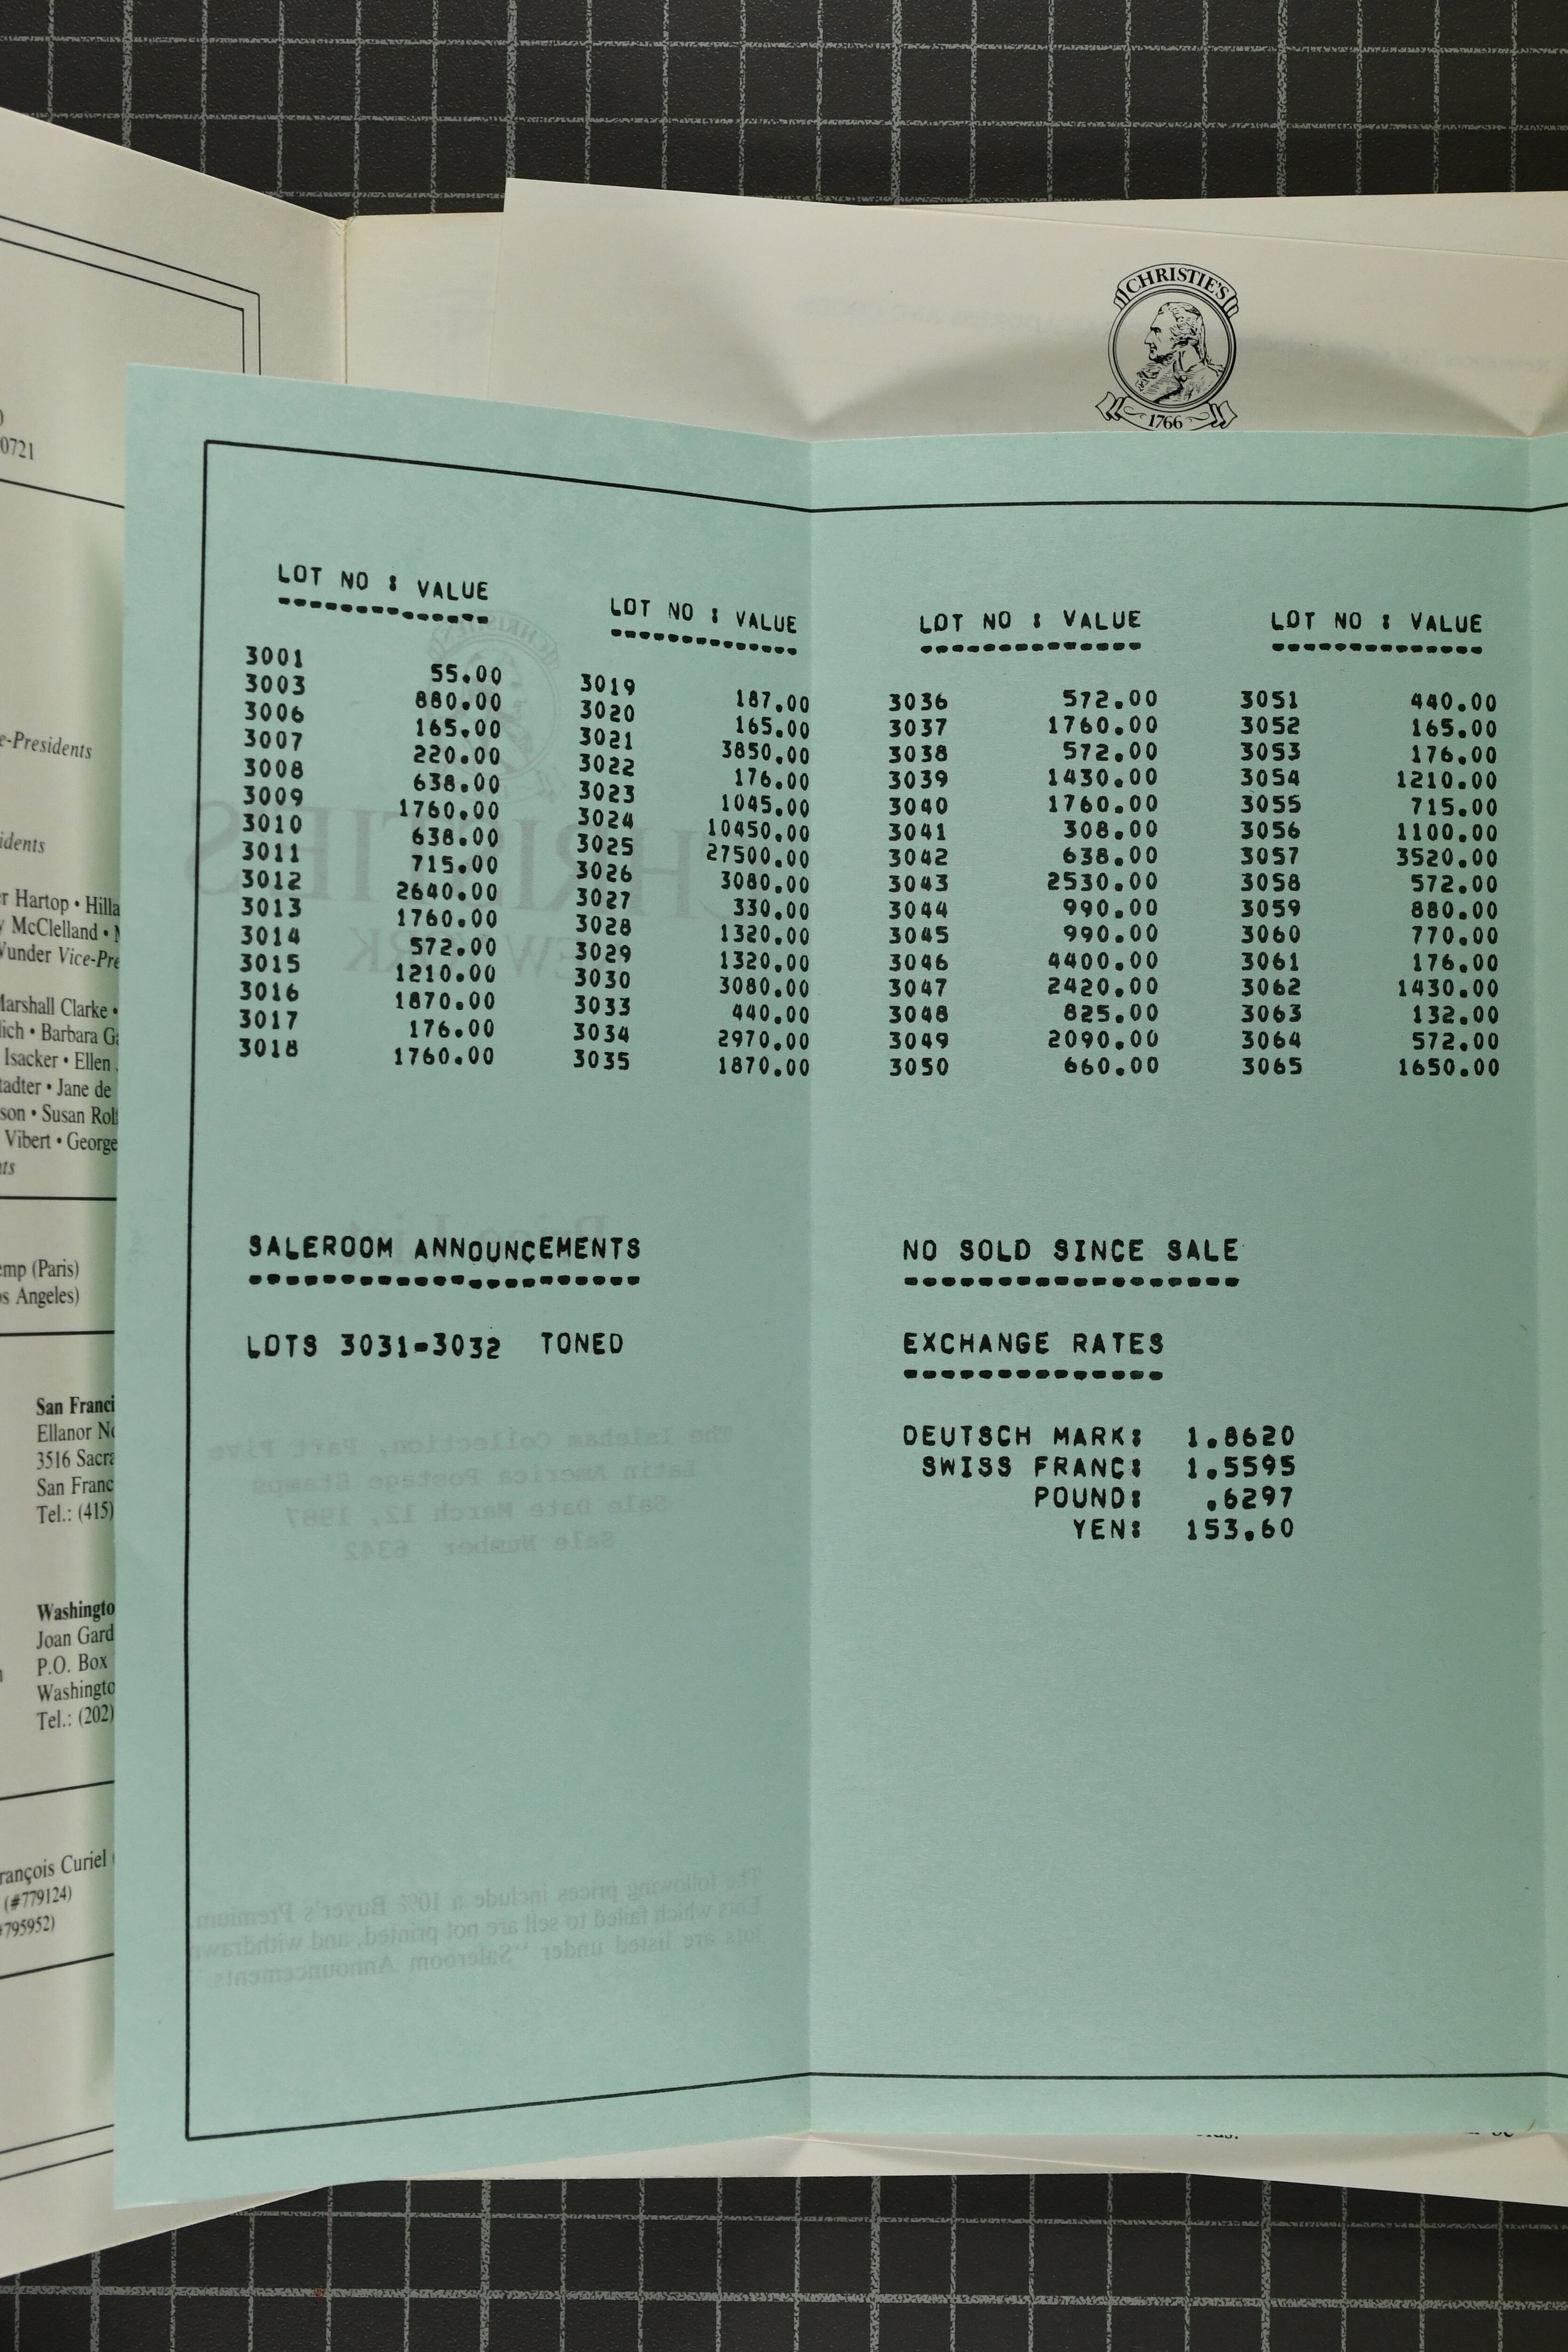 0721
e-Presidents
idents
r Hartop • Hilla
y McClelland •
Wunder Vice-Pre
Marshall Clarke •
lich • Barbara Ga
Isacker • Ellen
tadter • Jane de
son • Susan Roll
Vibert • George
ts
emp (Paris)
os Angeles)
San Franci
Ellanor No
3516 Sacra
San Franc
Tel.: (415)
Washingto
Joan Gard
P.O. Box
Washingto
Tel.: (202)
rançois Curiel
(#779124)
#795952)
CHRISTIE'S
1766
LOT NO : VALUE
3001 55.00
3003 880.00
3006 165.00
3007 220.00
3008 638.00
3009 1760.00
3010 638.00
3011 715.00
3012 2640.00
3013 1760.00
3014 572.00
3015 1210.00
3016 1870.00
3017 176.00
3018 1760.00
LOT NO : VALUE
3019 187.00
3020 165.00
3021 3850.00
3022 176.00
3023 1045.00
3024 10450.00
3025 27500.00
3026 3080.00
3027 330.00
3028 1320.00
3029 1320.00
3030 3080.00
3033 440.00
3034 2970.00
3035 1870.00
LOT NO : VALUE
3036 572.00
3037 1760.00
3038 572.00
3039 1430.00
3040 1760.00
3041 308.00
3042 638.00
3043 2530.00
3044 990.00
3045 990.00
3046 4400.00
3047 2420.00
3048 825.00
3049 2090.00
3050 660.00
LOT NO : VALUE
3051 440.00
3052 165.00
3053 176.00
3054 1210.00
3055 715.00
3056 1100.00
3057 3520.00
3058 572.00
3059 880.00
3060 770.00
3061 176.00
3062 1430.00
3063 132.00
3064 572.00
3065 1650.00
SALEROOM ANNOUNCEMENTS
LOTS 3031-3032 TONED
NO SOLD SINCE SALE
EXCHANGE RATES
DEUTSCH MARK: 1.8620
SWISS FRANC: 1.5595
POUND: .6297
YEN: 153.60